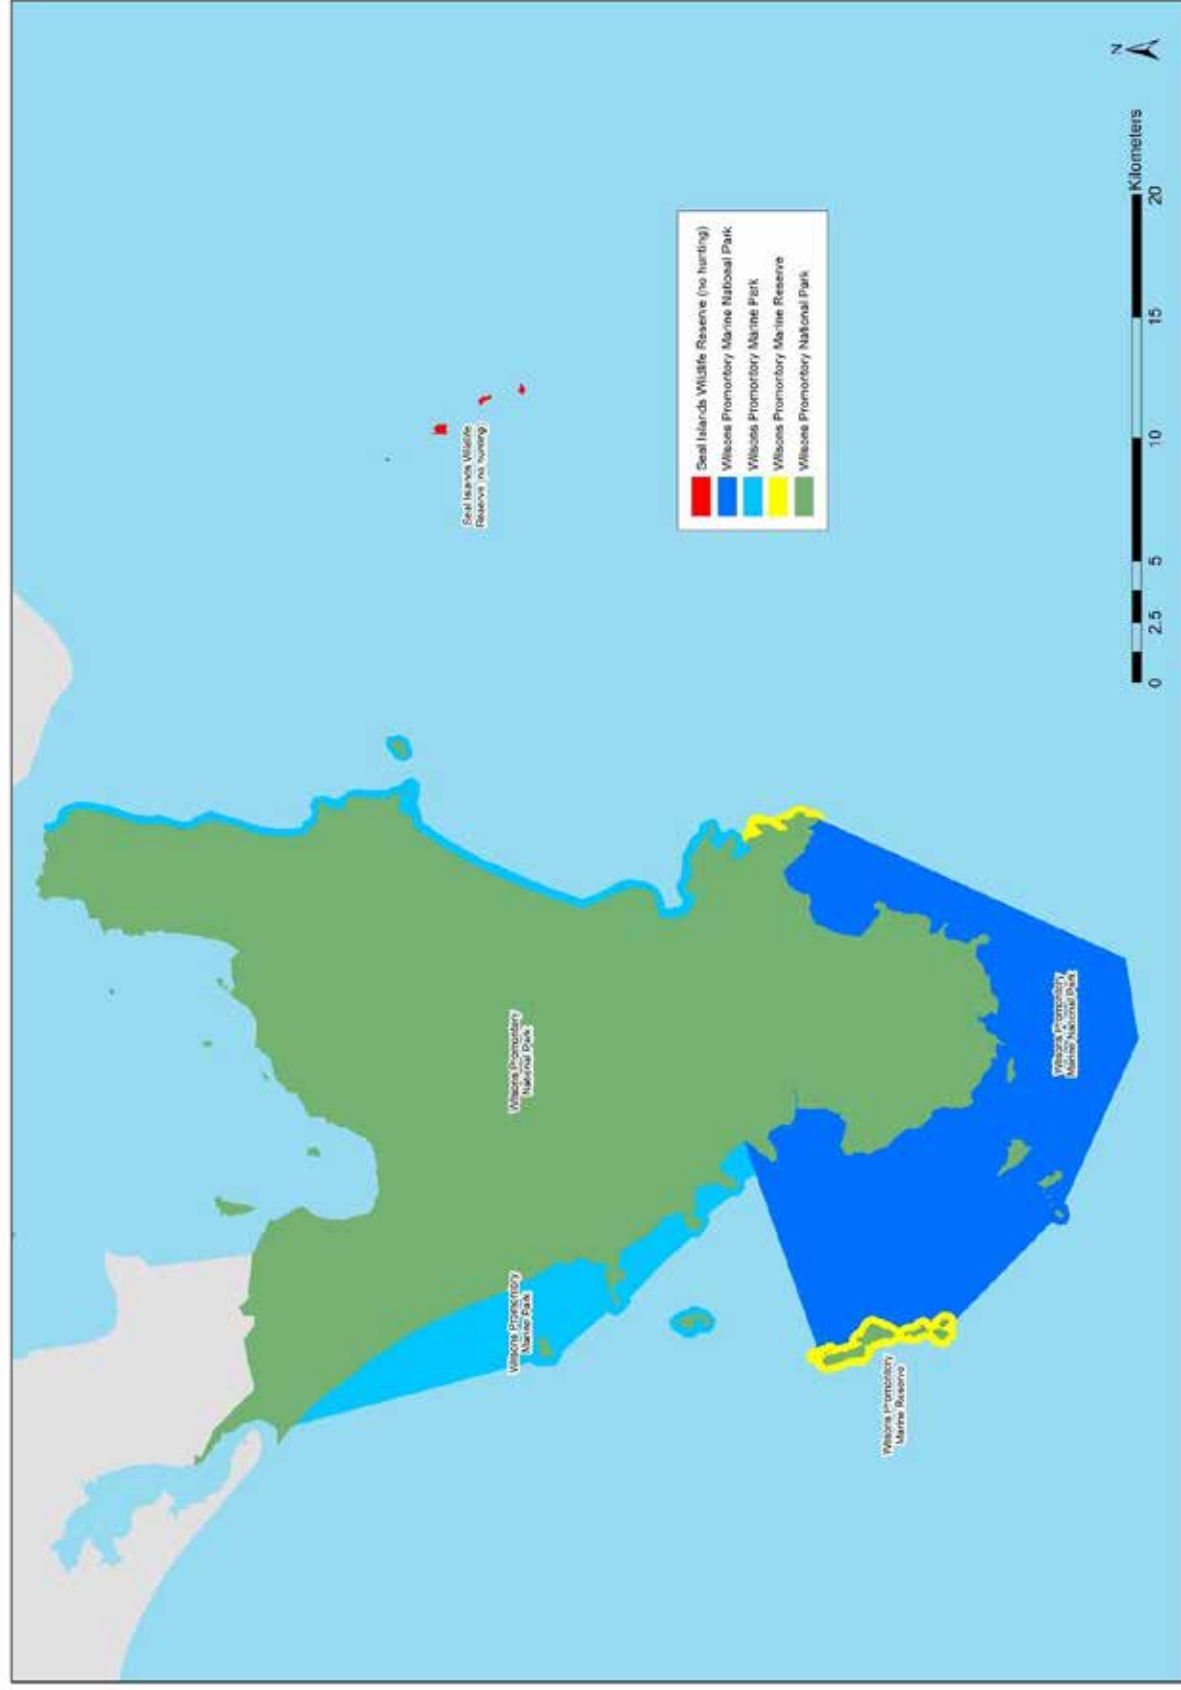 N
Seal Islands Wildlife
Reserve (no hunting)
Wilsons Promontory
National Park
Wilsons Promontory
Marine Park
Wilsons Promontory
Marine Reserve
Wilsons Promontory
Marine National Park
Seal Islands Wildlife Reserve (no hunting)
Wilsons Promontory Marine National Park
Wilsons Promontory Marine Park
Wilsons Promontory Marine Reserve
Wilsons Promontory National Park
0 2.5 5 10 15 20
Kilometers